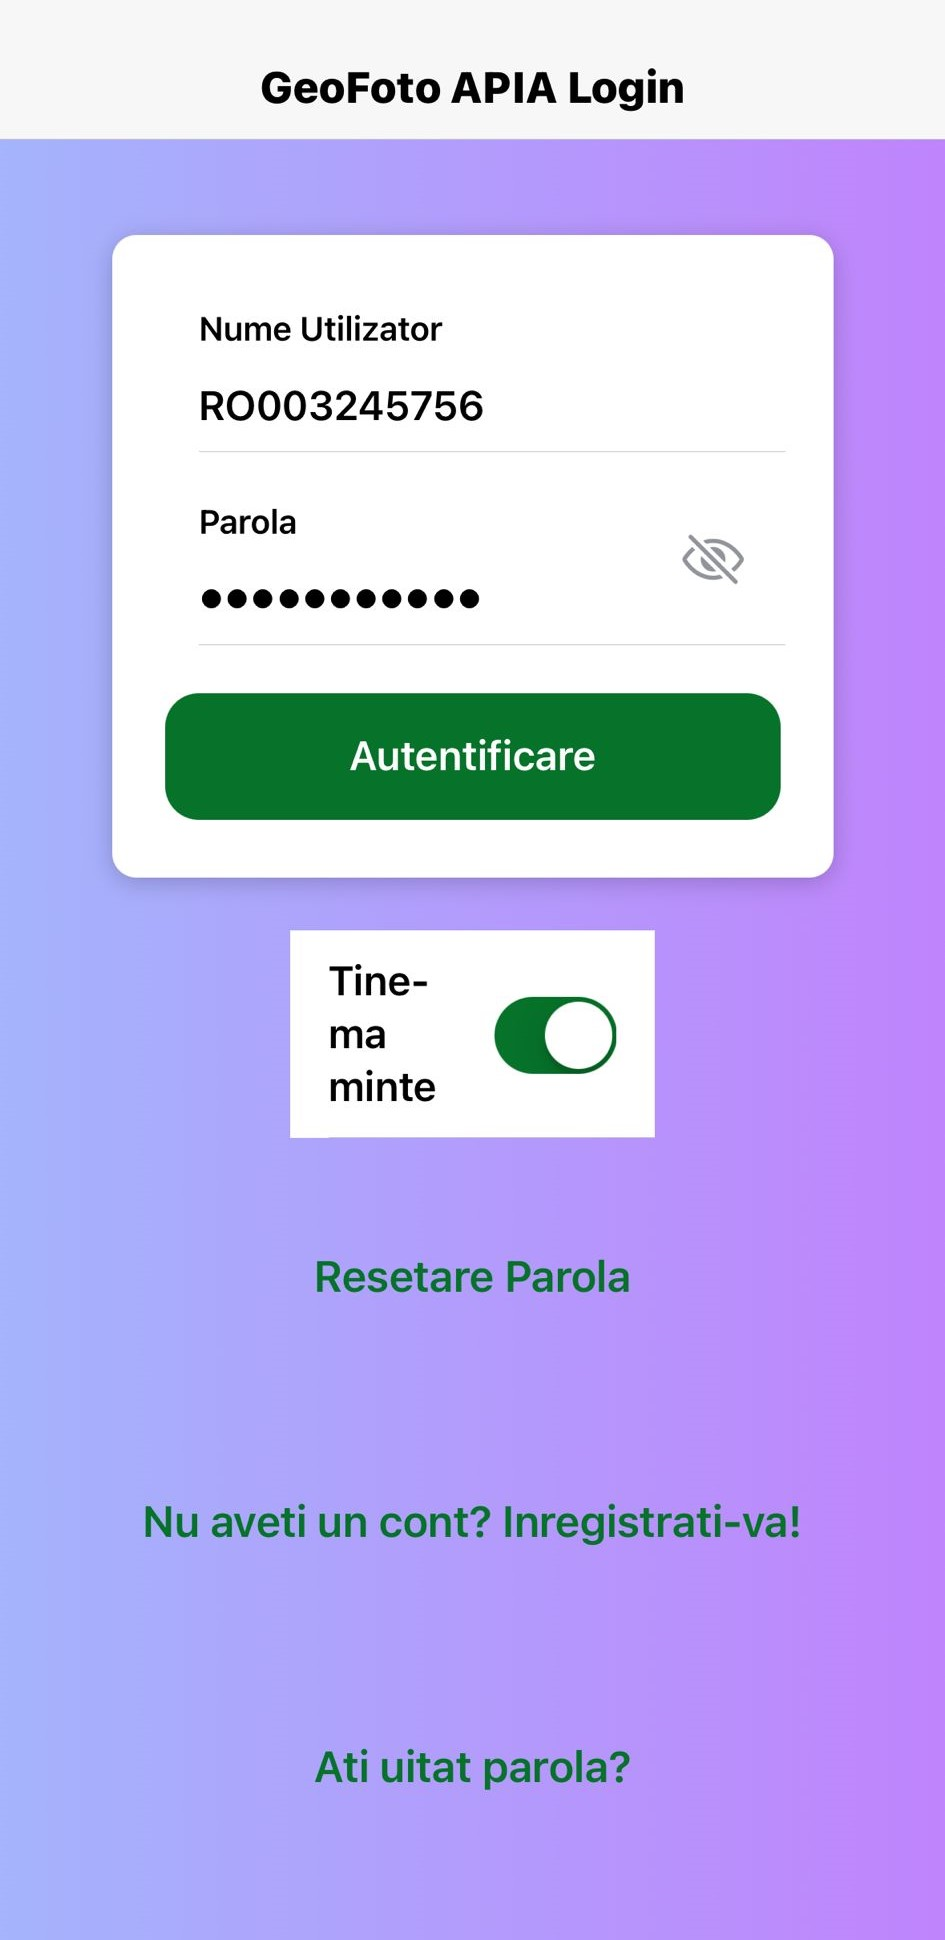 GeoFoto APIA Login
Nume Utilizator
RO003245756
Parola
•••••••••••
Autentificare
Tine-
ma
minte
Resetare Parola
Nu aveti un cont? Inregistrati-va!
Ati uitat parola?